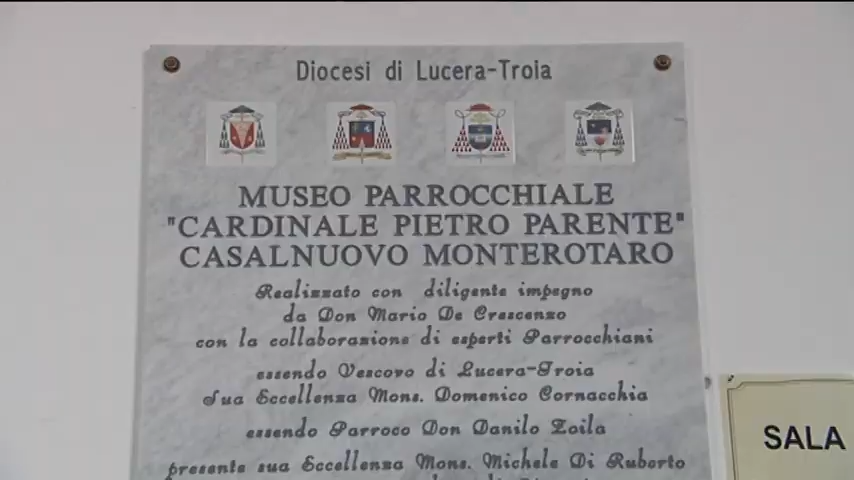 Diocesi di Lucera-Troia
MUSEO PARROCCHIALE
"CARDINALE PIETRO PARENTE"
CASALNUOVO MONTEROTARO
Realizzato con diligente impegno
da Don Mario De Crescenzo
con la collaborazione di esperti Parrocchiani
essendo Vescovo di Lucera-Troia
Sua Eccellenza Mons. Domenico Cornacchia
essendo Parroco Don Danilo Zoila
presente sua Eccellenza Mons. Michele Di Ruberto
SALA